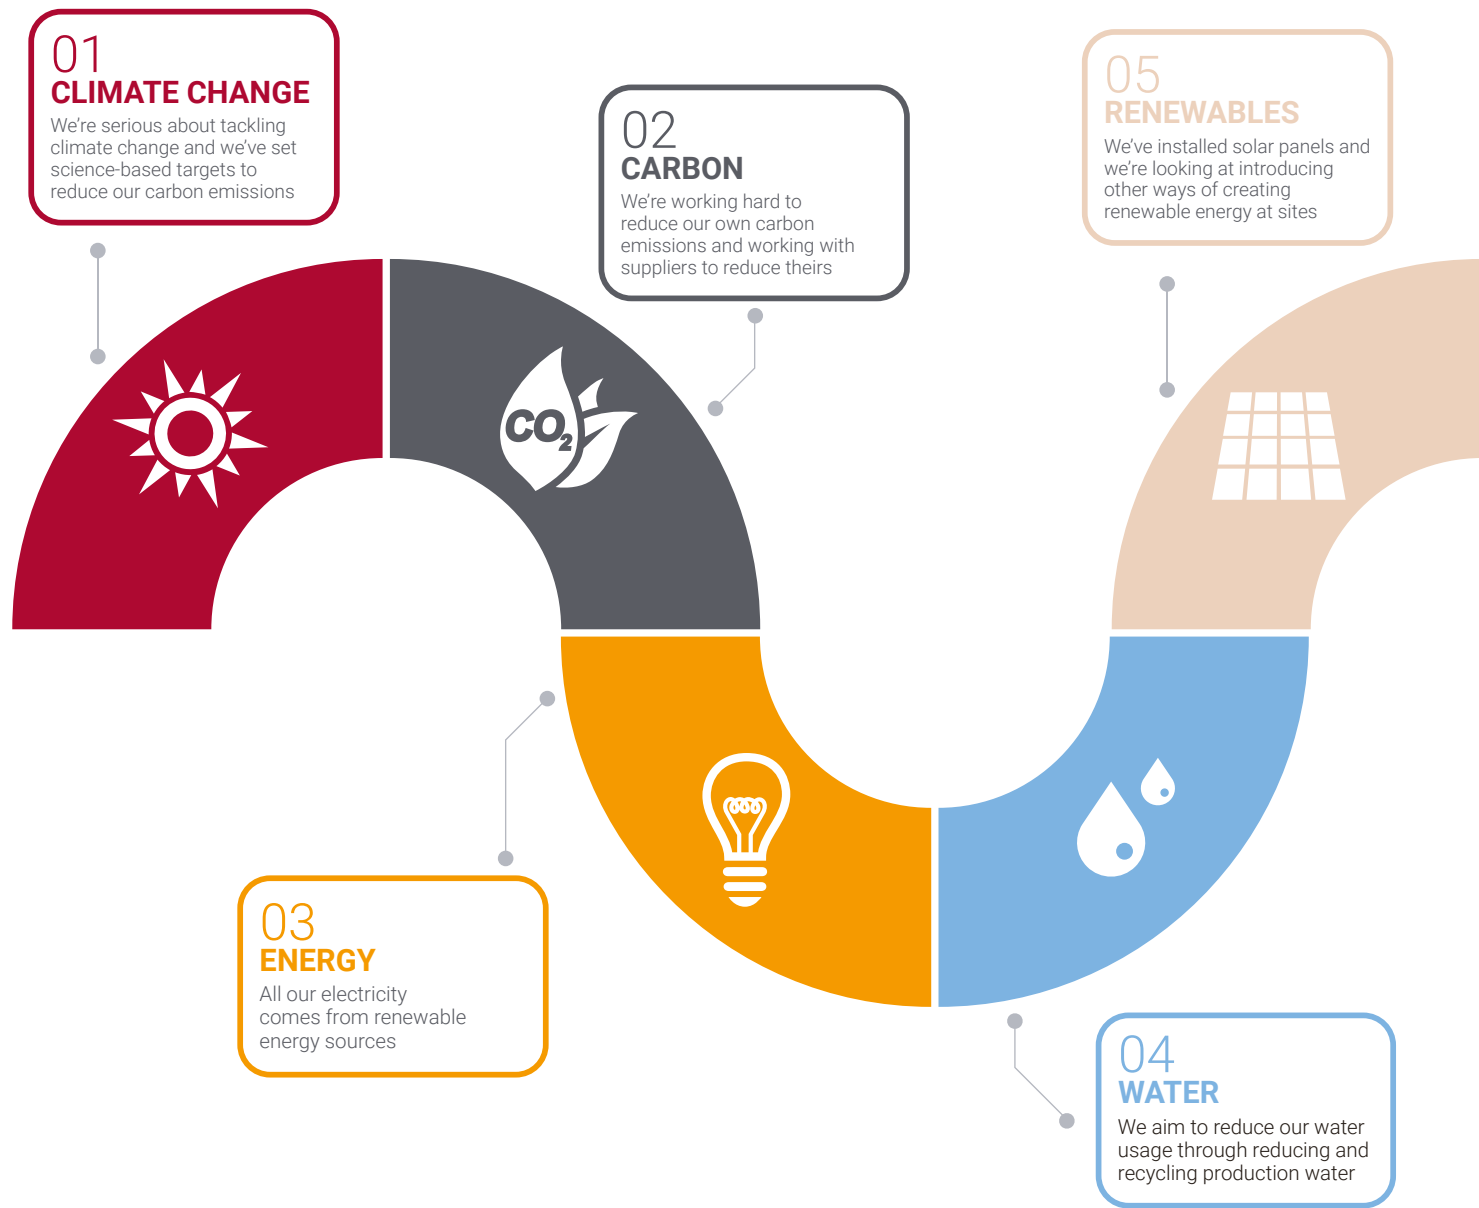 01
CLIMATE CHANGE
We're serious about tackling
climate change and we've set
science-based targets to
reduce our carbon emissions
02
CARBON
We're working hard to
reduce our own carbon
emissions and working with
suppliers to reduce theirs
CO2
03
ENERGY
All our electricity
comes from renewable
energy sources
04
WATER
We aim to reduce our water
usage through reducing and
recycling production water
05
RENEWABLES
We've installed solar panels and
we're looking at introducing
other ways of creating
renewable energy at sites